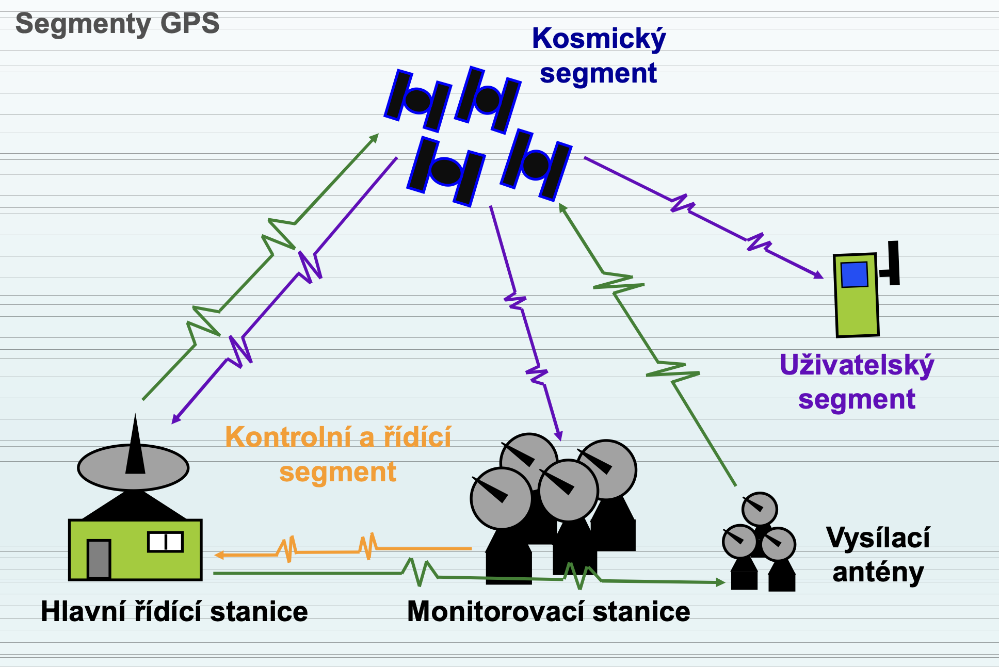 Segmenty GPS
Kosmický
segment
Uživatelský
segment
Kontrolní a řídící
segment
Vysílací
antény
Hlavní řídící stanice
Monitorovací stanice